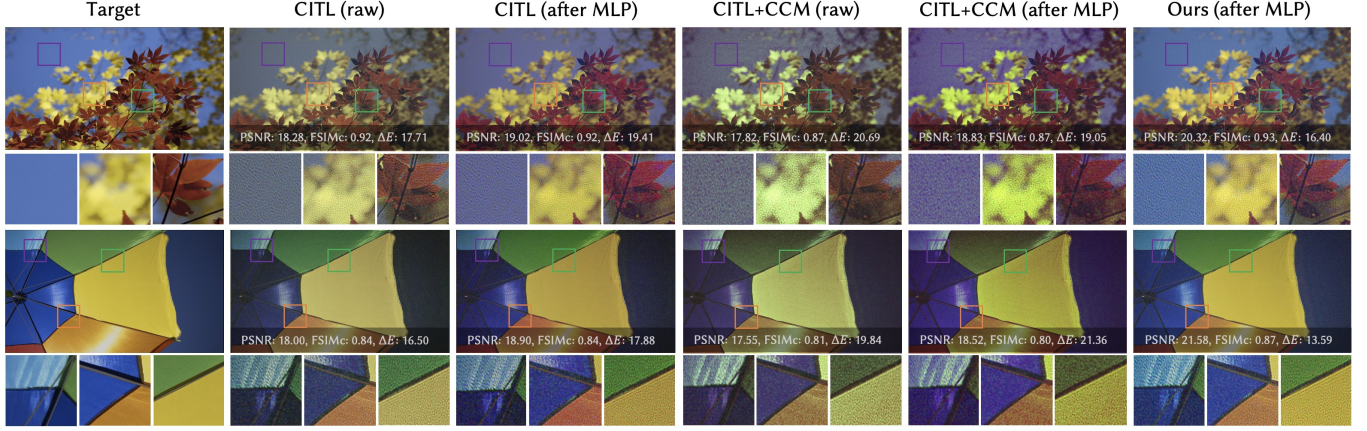 Target CITL (raw) CITL (after MLP) CITL+CCM (raw) CITL+CCM (after MLP) Ours (after MLP)
PSNR: 18.28, FSIMc: 0.92, ΔE: 17.71
PSNR: 19.02, FSIMc: 0.92, ΔE: 19.41
PSNR: 17.82, FSIMc: 0.87, ΔE: 20.69
PSNR: 18.83, FSIMc: 0.87, ΔE: 19.05
PSNR: 20.32, FSIMc: 0.93, ΔE: 16.40
PSNR: 18.00, FSIMc: 0.84, ΔE: 16.50
PSNR: 18.90, FSIMc: 0.84, ΔE: 17.88
PSNR: 17.55, FSIMc: 0.81, ΔE: 19.84
PSNR: 18.52, FSIMc: 0.80, ΔE: 21.36
PSNR: 21.58, FSIMc: 0.87, ΔE: 13.59